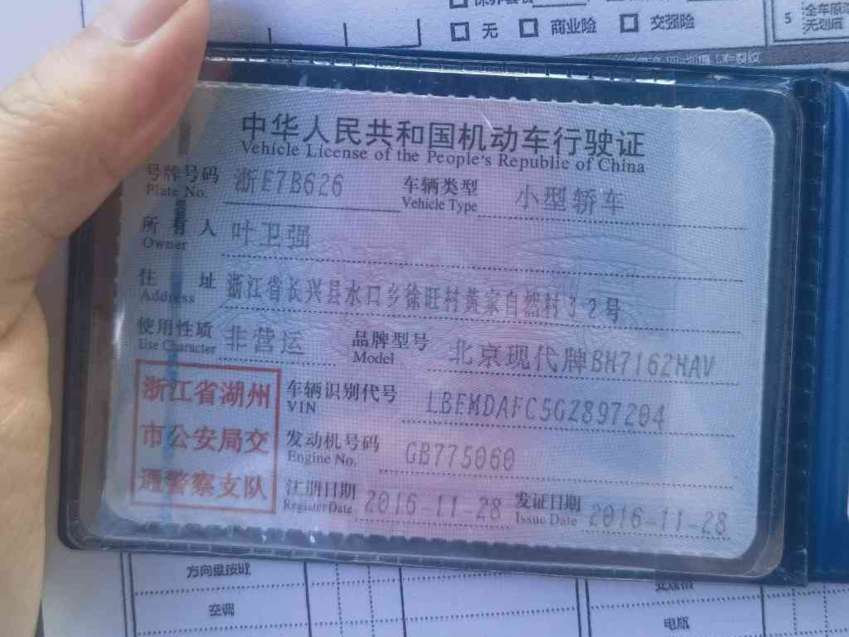 无 商业险 交强险
5
中华人民共和国机动车行驶证
Vehicle License of the People's Republic of China
号牌号码 浙E7B626 车辆类型 小型轿车
Plate No. Vehicle Type
所有人 叶卫强
Owner
住址 浙江省长兴县水口乡徐旺村黄家自然村32号
Address
使用性质 非营运 品牌型号 北京现代牌BH7162HAV
Use Character Model
浙江省湖州
市公安局交
通警察支队
车辆识别代号 LBEMDAFC5GZ897204
VIN
发动机号码 GB775060
Engine No.
注册日期 2016-11-28 发证日期 2016-11-28
Register Date Issue Date
空调 电瓶